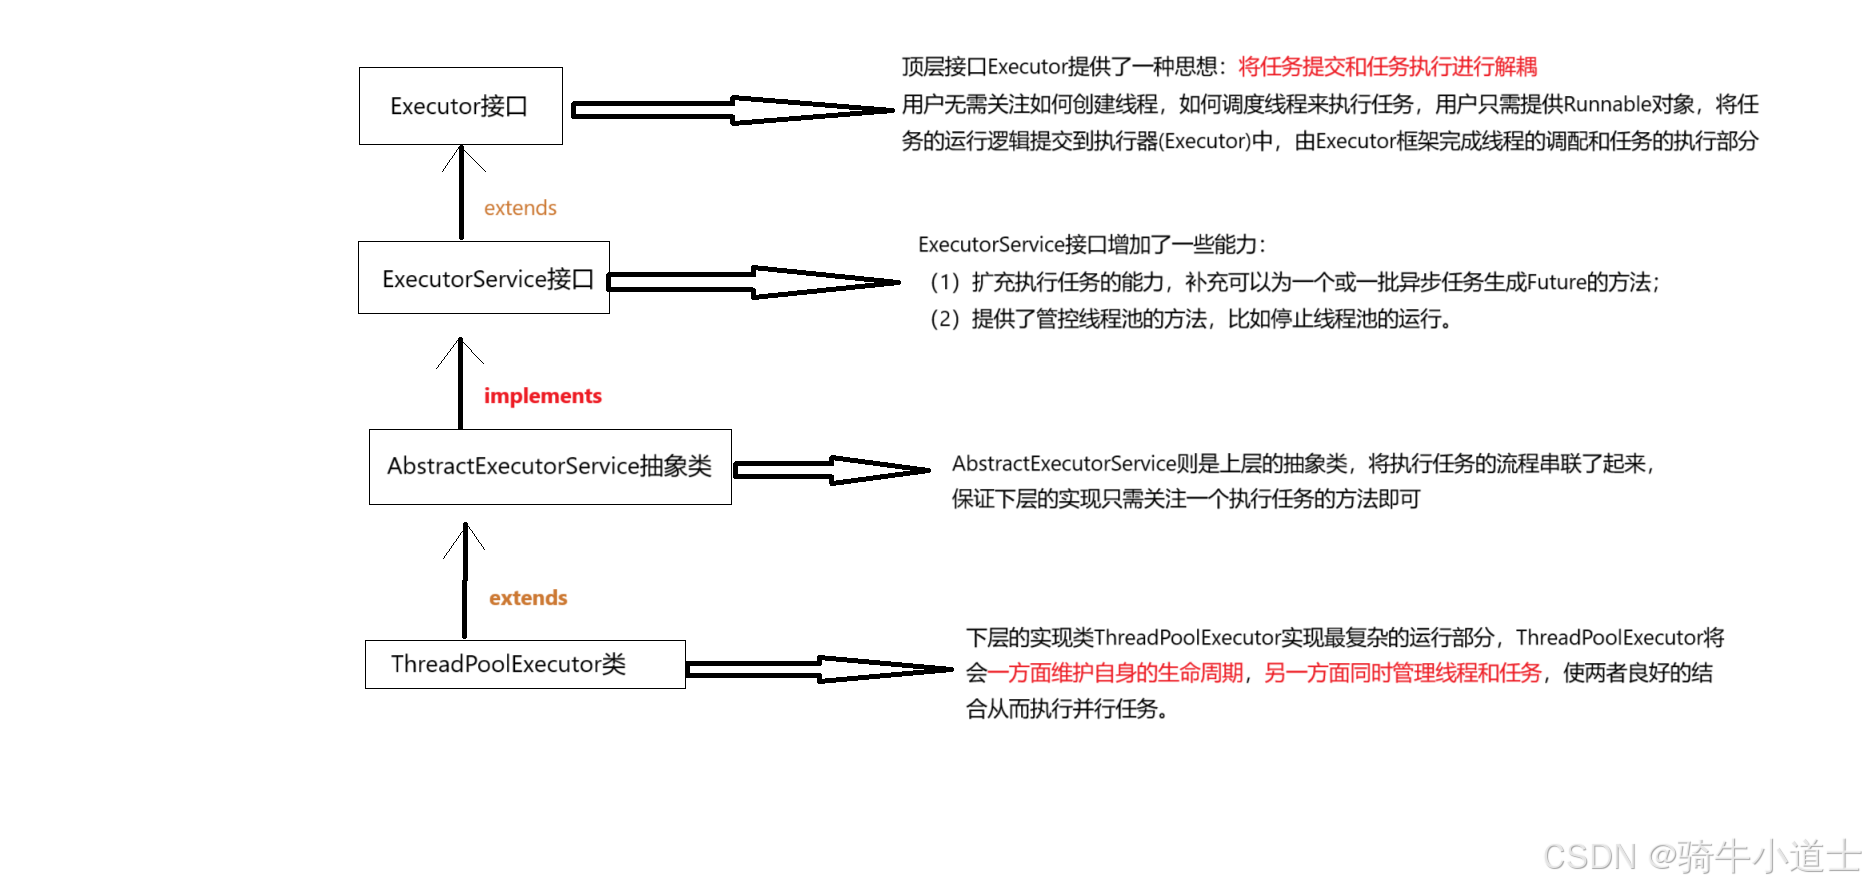 Executor接口
顶层接口Executor提供了一种思想：将任务提交和任务执行进行解耦
用户无需关注如何创建线程，如何调度线程来执行任务，用户只需提供Runnable对象，将任
务的运行逻辑提交到执行器(Executor)中，由Executor框架完成线程的调配和任务的执行部分
extends
ExecutorService接口
ExecutorService接口增加了一些能力：
（1）扩充执行任务的能力，补充可以为一个或一批异步任务生成Future的方法；
（2）提供了管控线程池的方法，比如停止线程池的运行。
implements
AbstractExecutorService抽象类
AbstractExecutorService则是上层的抽象类，将执行任务的流程串联了起来，
保证下层的实现只需关注一个执行任务的方法即可
extends
ThreadPoolExecutor类
下层的实现类ThreadPoolExecutor实现最复杂的运行部分，ThreadPoolExecutor将
会一方面维护自身的生命周期，另一方面同时管理线程和任务，使两者良好的结
合从而执行并行任务。
CSDN @骑牛小道士